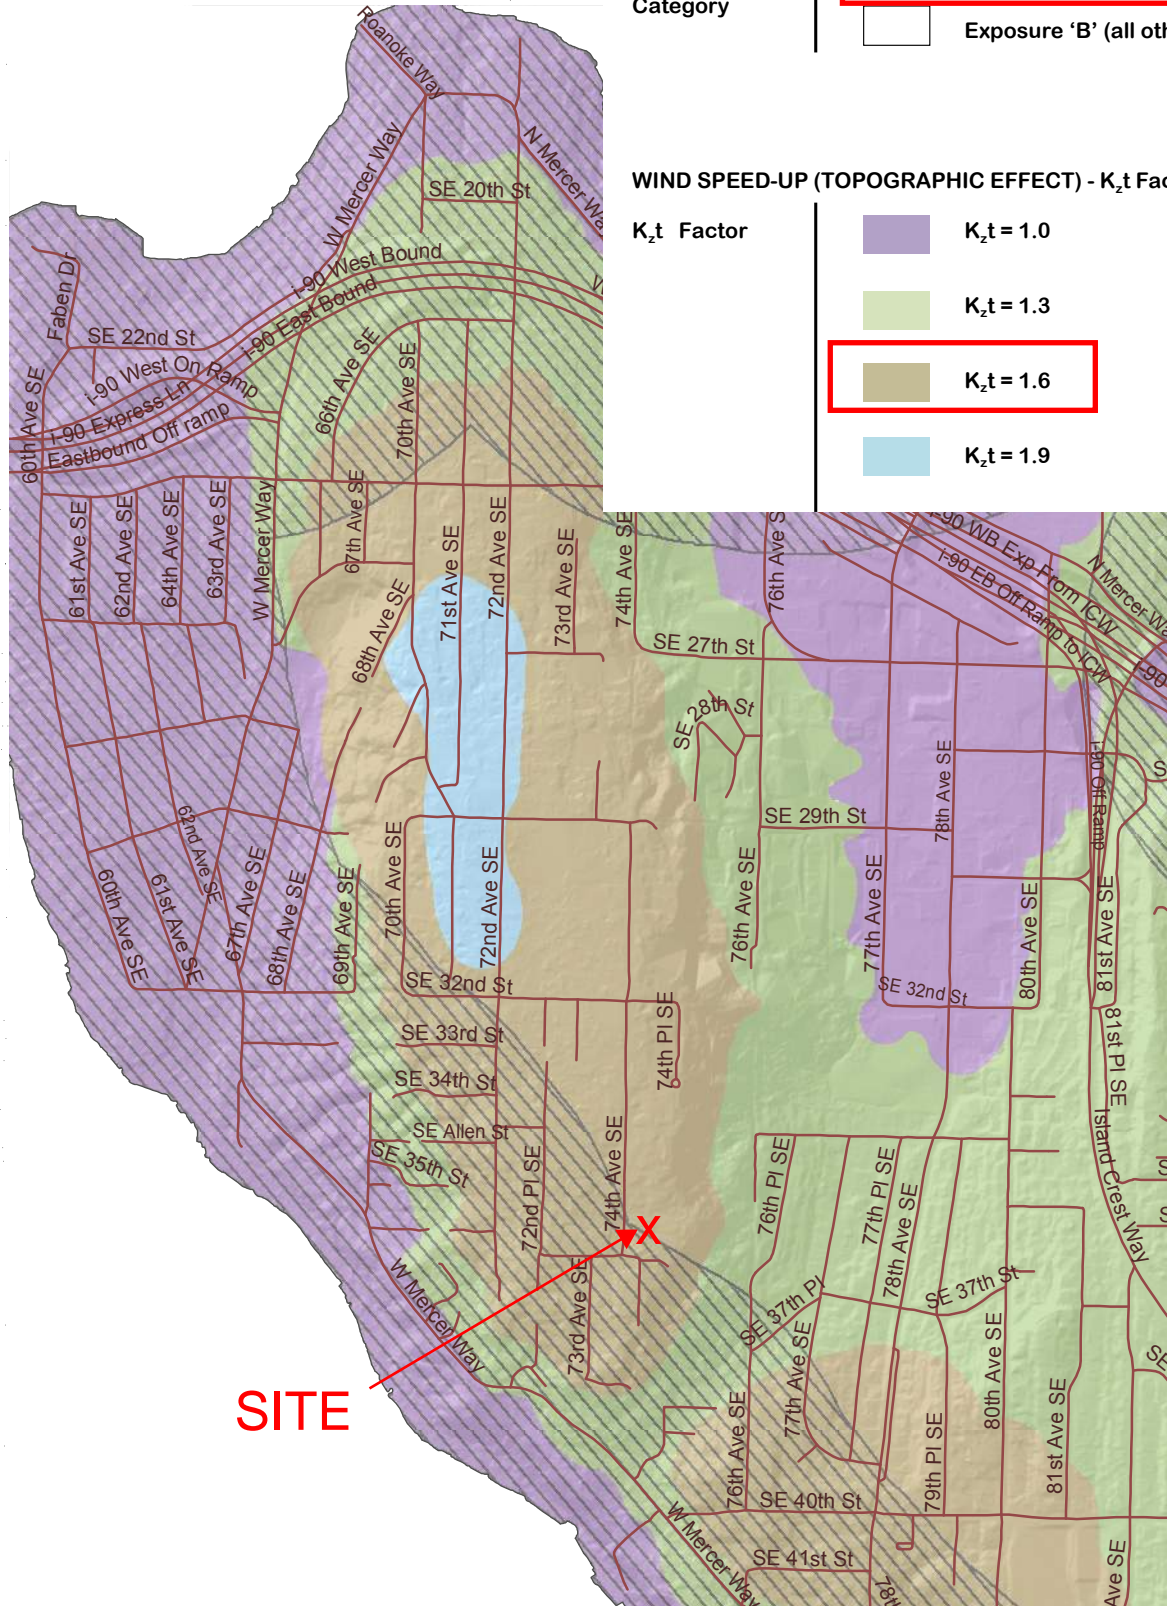 Category
Exposure ‘B’ (all oth
WIND SPEED-UP (TOPOGRAPHIC EFFECT) - Kzt Fac
Kzt Factor
Kzt = 1.0
Kzt = 1.3
Kzt = 1.6
Kzt = 1.9
Roanoke Way
W Mercer Way
N Mercer Wa
SE 20th St
i-90 West Bound
i-90 East Bound
Faben Dr
SE 22nd St
i-90 West On Ramp
i-90 Express Ln
Eastbound Off ramp
60th Ave SE
66th Ave SE
70th Ave SE
61st Ave SE
62nd Ave SE
64th Ave SE
63rd Ave SE
W Mercer Way
67th Ave SE
71st Ave SE
72nd Ave SE
73rd Ave SE
74th Ave SE
76th Ave S
i-90 WB Exp From ICW
i-90 EB Off Ramp to ICW
N Mercer Wa
i-90
68th Ave SE
SE 27th St
SE 28th St
78th Ave SE
i-90 Off Ramp
S
SE 29th St
62nd Ave SE
60th Ave SE
61st Ave SE
67th Ave SE
68th Ave SE
69th Ave SE
70th Ave SE
72nd Ave SE
76th Ave SE
77th Ave SE
80th Ave SE
81st Ave SE
SE 32nd St
SE 32nd St
SE 33rd St
74th Pl SE
81st Pl SE
SE 34th St
SE Allen St
SE 35th St
72nd Pl SE
74th Ave SE
76th Pl SE
77th Pl SE
78th Ave SE
Island Crest Way
S
S
X
W Mercer Way
73rd Ave SE
SE 37th Pl
SE 37th St
SE
SITE
76th Ave SE
77th Ave SE
79th Pl SE
80th Ave SE
81st Ave SE
SE 40th St
W Mercer Way
SE 41st St
78th
Ave SE